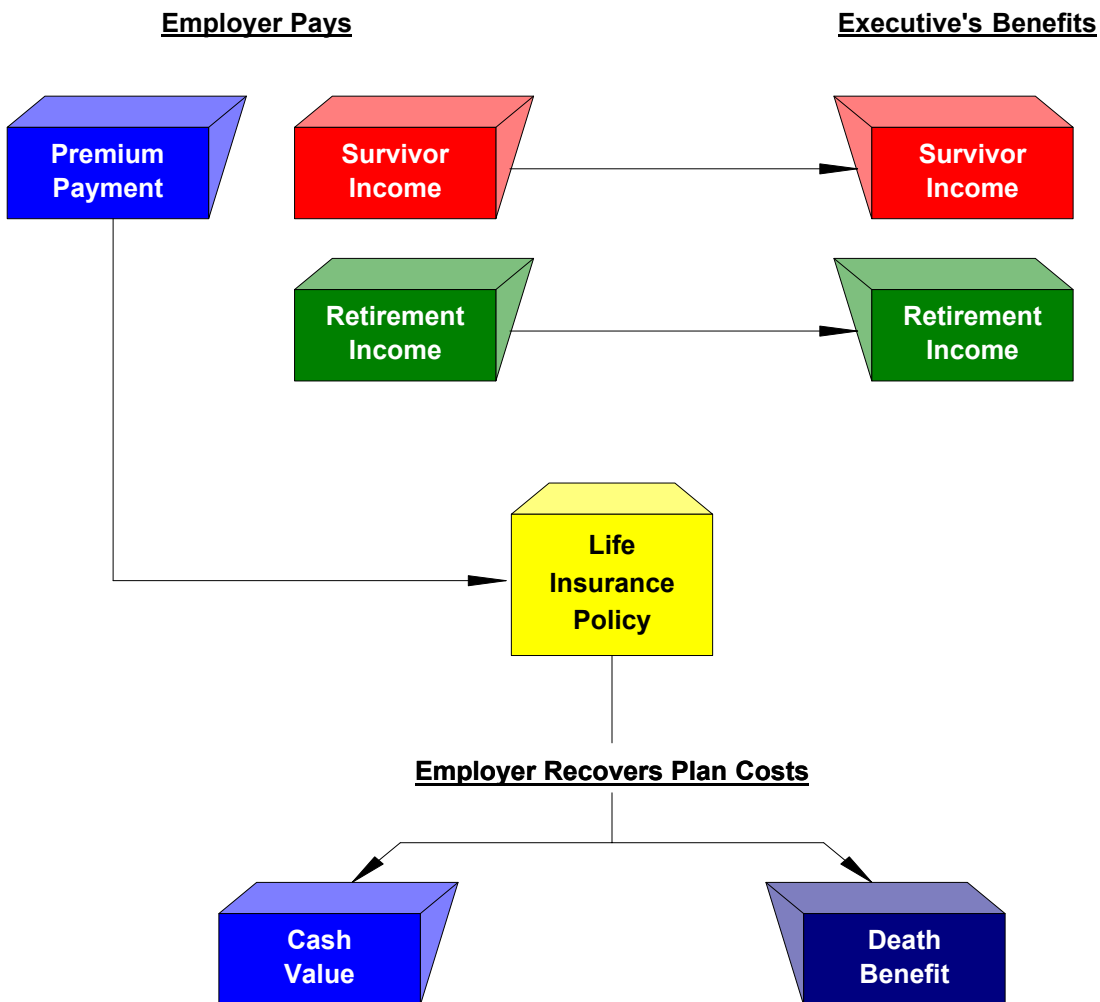 Employer Pays
Executive's Benefits
Premium
Payment
Survivor
Income
Survivor
Income
Retirement
Income
Retirement
Income
Life
Insurance
Policy
Employer Recovers Plan Costs
Cash
Value
Death
Benefit